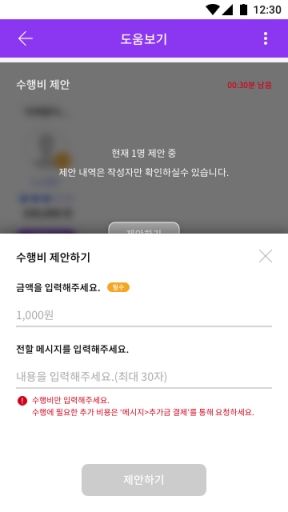 12:30
도움보기
수행비 제안
00:30분 남음
현재 1명 제안 중
제안 내역은 작성자만 확인하실수 있습니다.
제안하기
수행비 제안하기
금액을 입력해주세요. 필수
1,000원
전할 메시지를 입력해주세요.
내용을 입력해주세요.(최대 30자)
수행비만 입력해주세요.
수행에 필요한 추가 비용은 '메시지>추가금 결제'를 통해 요청하세요.
제안하기